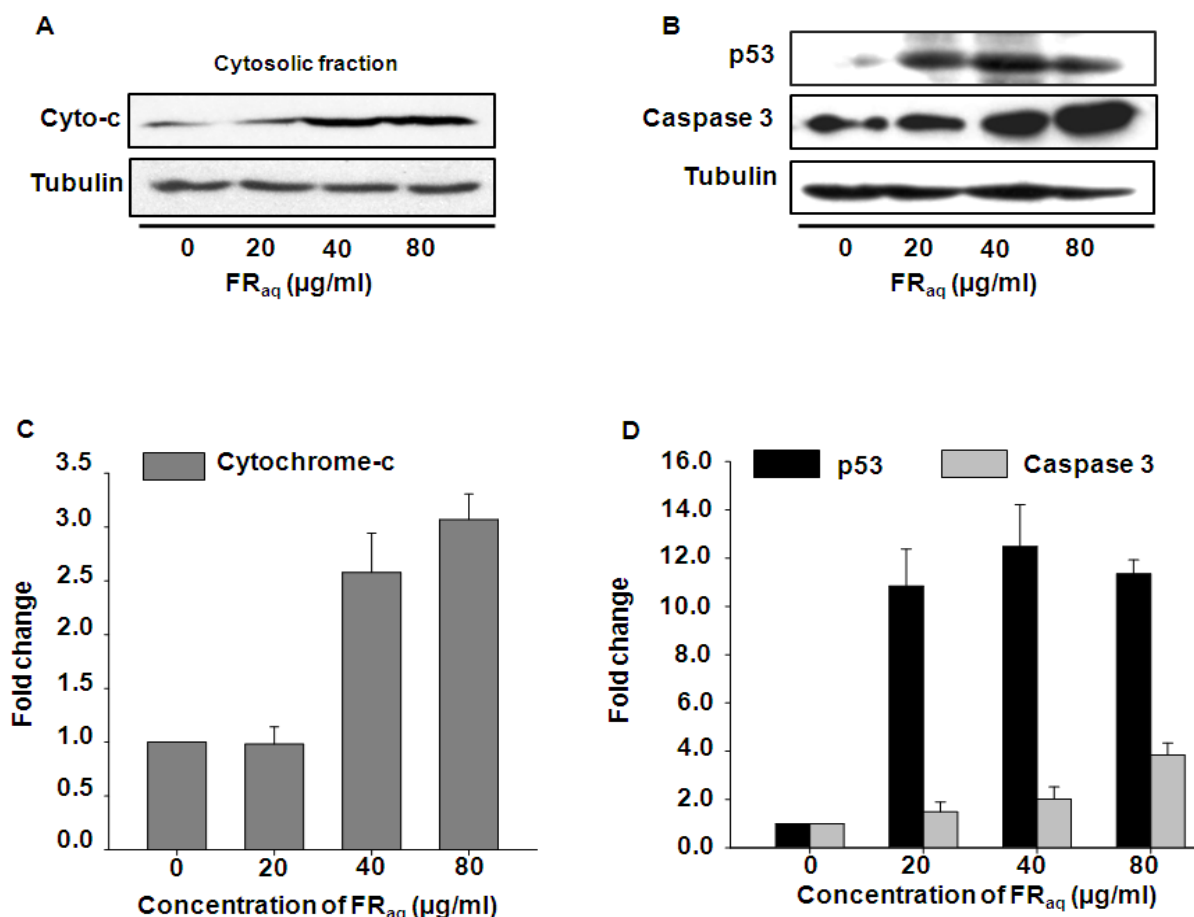 A
Cytosolic fraction
Cyto-c
Tubulin
0 20 40 80
FRaq (µg/ml)
B
p53
Caspase 3
Tubulin
0 20 40 80
FRaq (µg/ml)
C
Cytochrome-c
Fold change
3.5
3.0
2.5
2.0
1.5
1.0
0.5
0.0
0 20 40 80
Concentration of FRaq (µg/ml)
D
p53 Caspase 3
Fold change
16.0
14.0
12.0
10.0
8.0
6.0
4.0
2.0
0.0
0 20 40 80
Concentration of FRaq (µg/ml)